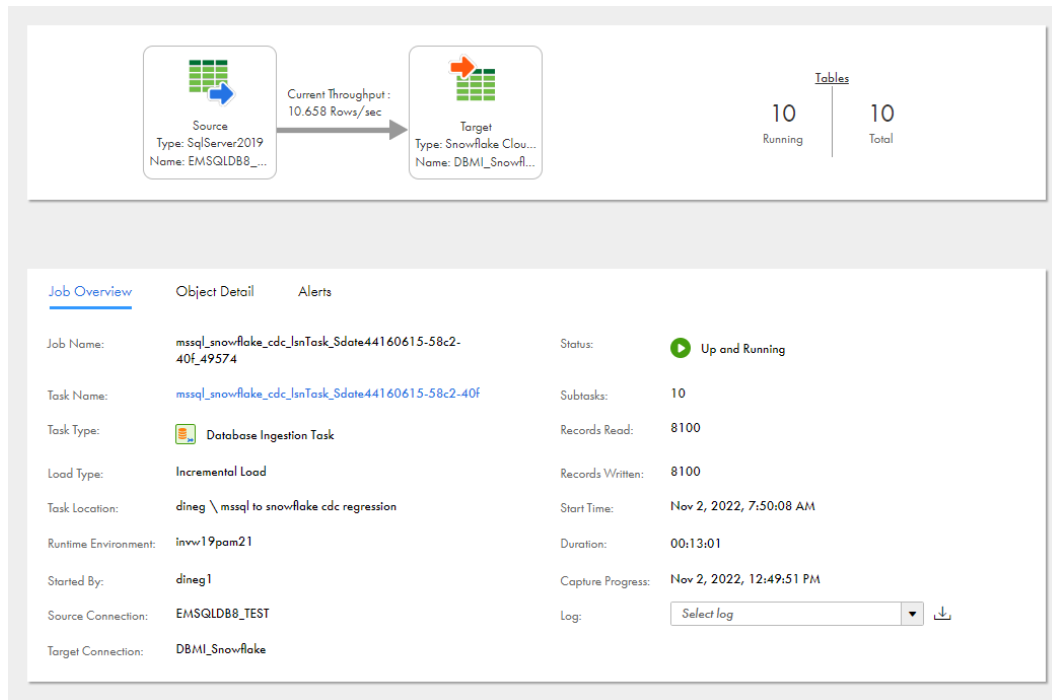 Current Throughput :
10.658 Rows/sec
Source
Type: SqlServer2019
Name: EMSQLDB8_...
Target
Type: Snowflake Clou...
Name: DBMI_Snowfl...
Tables
10
Running
10
Total
Job Overview
Object Detail
Alerts
Job Name:
mssql_snowflake_cdc_lsnTask_Sdate44160615-58c2-
40f_49574
Task Name:
mssql_snowflake_cdc_lsnTask_Sdate44160615-58c2-40f
Task Type:
Database Ingestion Task
Load Type:
Incremental Load
Task Location:
dineg \ mssql to snowflake cdc regression
Runtime Environment:
invw19pam21
Started By:
dineg1
Source Connection:
EMSQLDB8_TEST
Target Connection:
DBMI_Snowflake
Status:
Up and Running
Subtasks:
10
Records Read:
8100
Records Written:
8100
Start Time:
Nov 2, 2022, 7:50:08 AM
Duration:
00:13:01
Capture Progress:
Nov 2, 2022, 12:49:51 PM
Log:
Select log